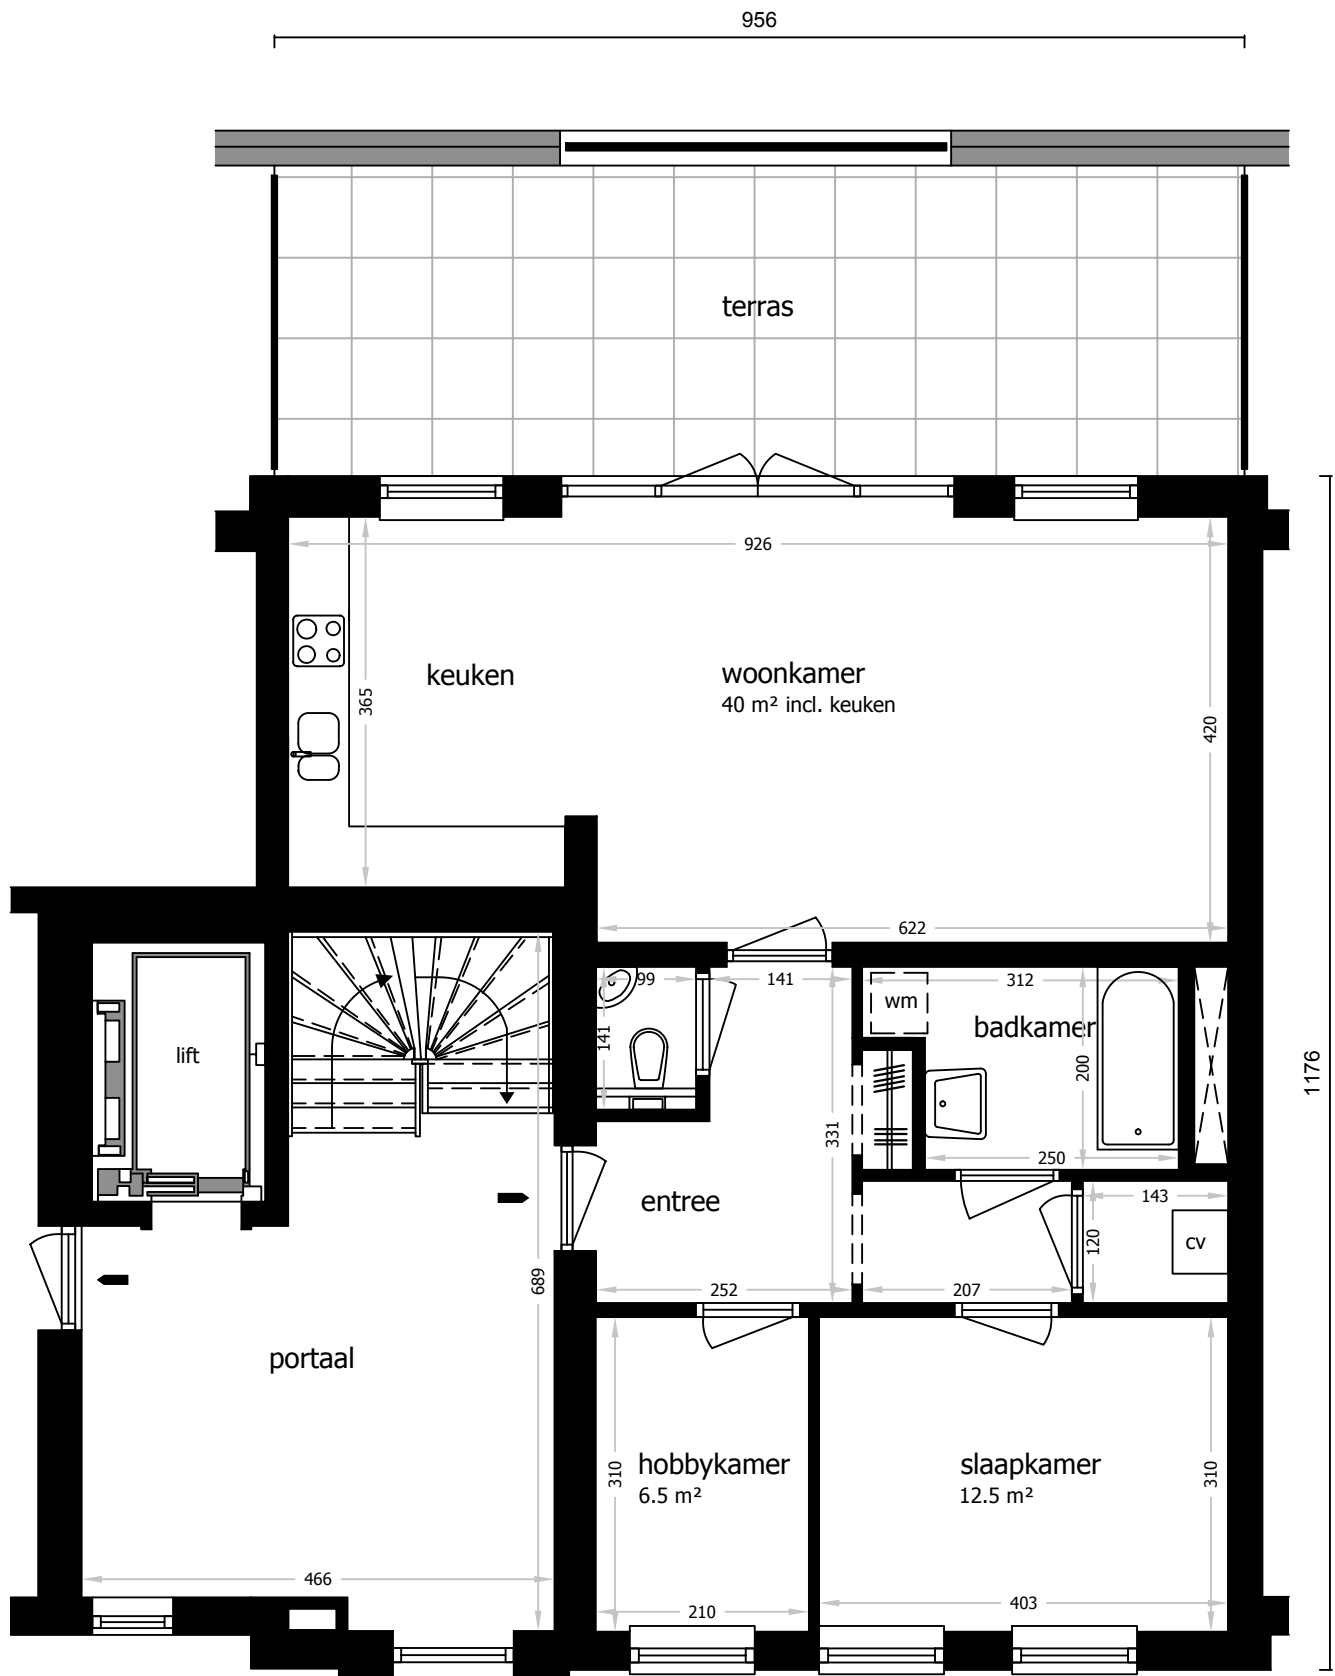 956
terras
926
keuken
365
woonkamer
40 m² incl. keuken
420
622
99
141
312
wm
badkamer
lift
141
200
1176
331
250
entree
143
120
cv
689
252
207
portaal
310
hobbykamer
6.5 m²
slaapkamer
12.5 m²
310
466
210
403